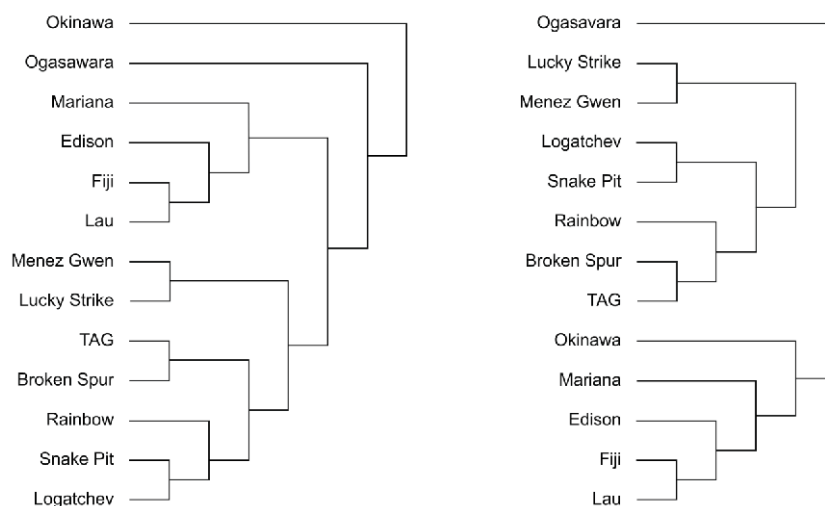 Okinawa
Ogasawara
Mariana
Edison
Fiji
Lau
Menez Gwen
Lucky Strike
TAG
Broken Spur
Rainbow
Snake Pit
Logatchev
Ogasavara
Lucky Strike
Menez Gwen
Logatchev
Snake Pit
Rainbow
Broken Spur
TAG
Okinawa
Mariana
Edison
Fiji
Lau